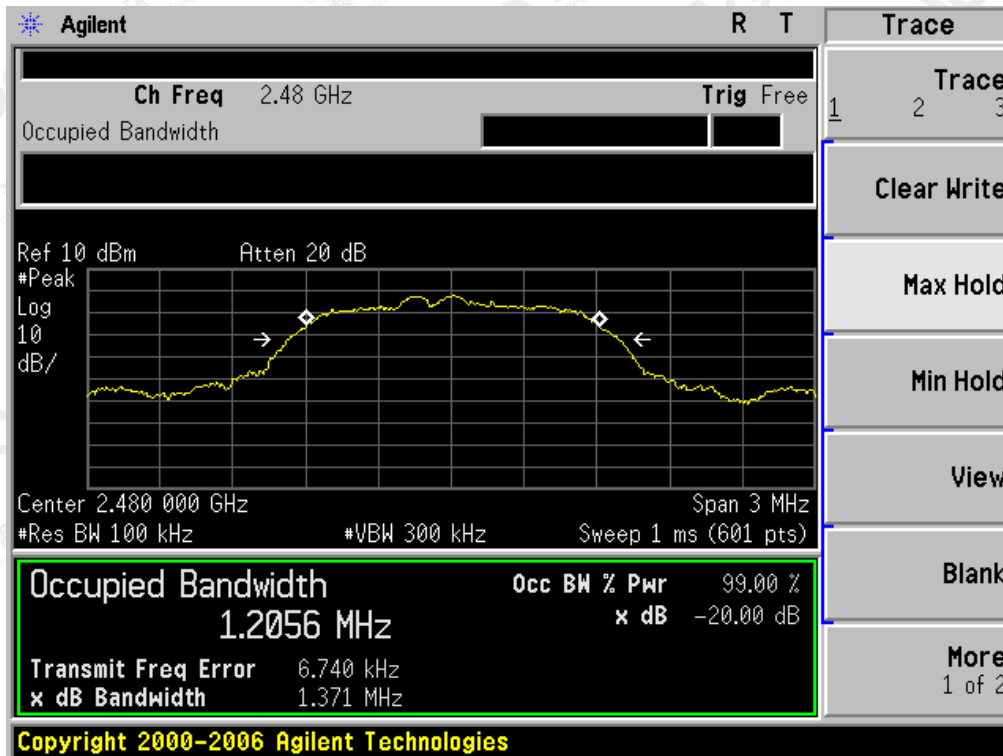 Agilent R T Trace
Ch Freq 2.48 GHz Trig Free
Occupied Bandwidth
Trace
1 2 3
Clear Write
Max Hold
Min Hold
View
Blank
More
1 of 2
Ref 10 dBm Atten 20 dB
#Peak
Log
10
dB/
Center 2.480 000 GHz Span 3 MHz
#Res BW 100 kHz #VBW 300 kHz Sweep 1 ms (601 pts)
Occupied Bandwidth Occ BW % Pwr 99.00 %
1.2056 MHz x dB -20.00 dB
Transmit Freq Error 6.740 kHz
x dB Bandwidth 1.371 MHz
Copyright 2000-2006 Agilent Technologies